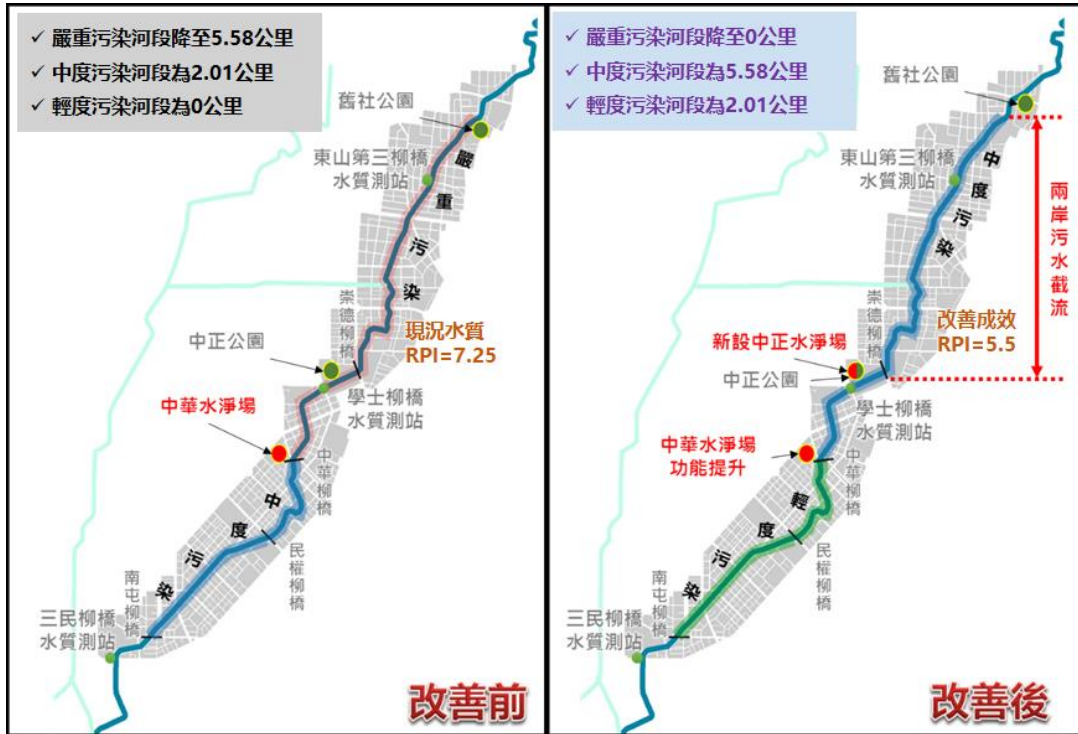 ✓ 嚴重污染河段降至5.58公里
✓ 中度污染河段為2.01公里
✓ 輕度污染河段為0公里
舊社公園
東山第三柳橋
水質測站
嚴重污染
崇德柳橋
現況水質
RPI=7.25
中正公園
學士柳橋
水質測站
中華水淨場
中華柳橋
中度污染
民權柳橋
南屯柳橋
三民柳橋
水質測站
改善前
✓ 嚴重污染河段降至0公里
✓ 中度污染河段為5.58公里
✓ 輕度污染河段為2.01公里
舊社公園
東山第三柳橋
水質測站
中度污染
兩岸污水截流
崇德柳橋
改善成效
RPI=5.5
新設中正水淨場
中正公園
學士柳橋
水質測站
中華水淨場
功能提升
中華柳橋
輕度污染
民權柳橋
南屯柳橋
三民柳橋
水質測站
改善後